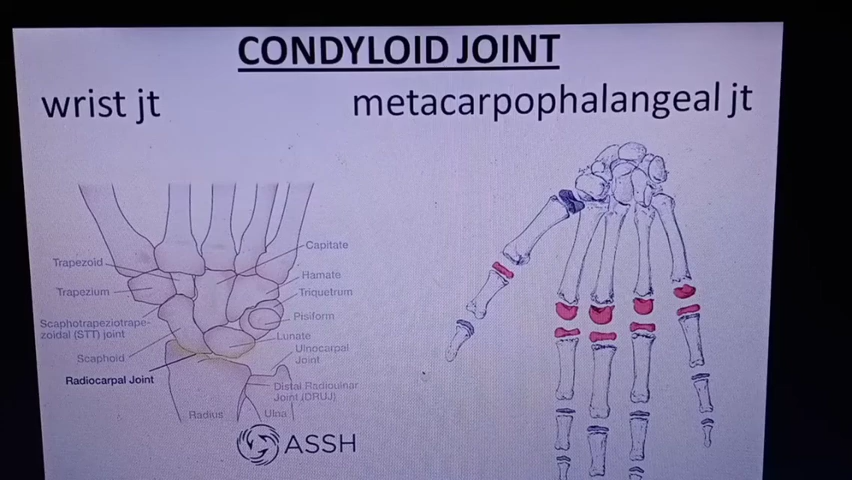 CONDYLOID JOINT
wrist jt
metacarpophalangeal jt
Capitate
Trapezoid
Hamate
Trapezium
Triquetrum
Pisiform
Scaphotrapeziotrape-
zoidal (STT) joint
Lunate
Ulnocarpal
Joint
Scaphoid
Radiocarpal Joint
Distal Radioulnar
Joint (DRUJ)
Radius
Ulna
ASSH